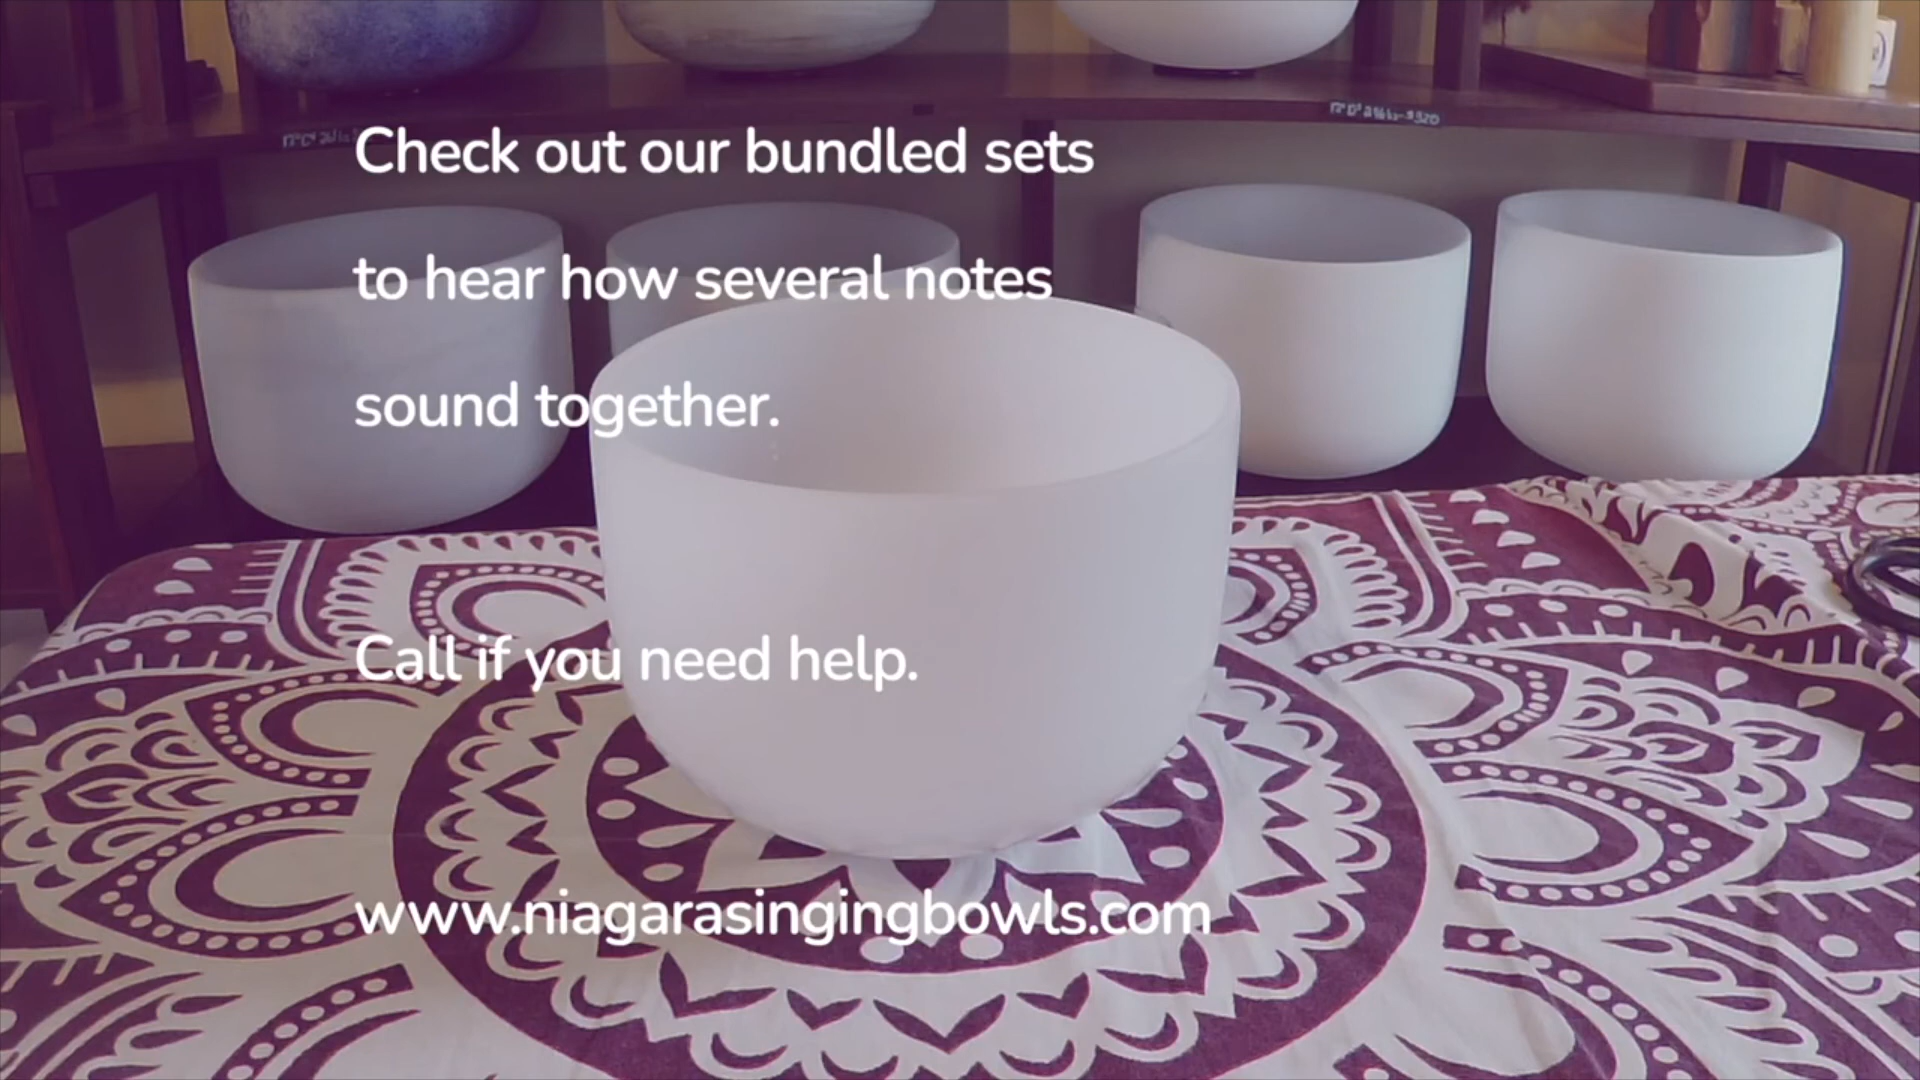 Check out our bundled sets
to hear how several notes
sound together.
Call if you need help.
www.niagarasingingbowls.com